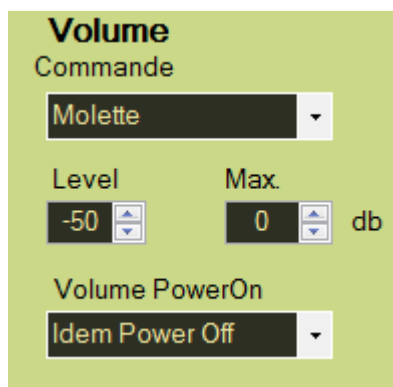 Volume
Commande
Molette
Level Max.
-50 0 db
Volume PowerOn
Idem Power Off